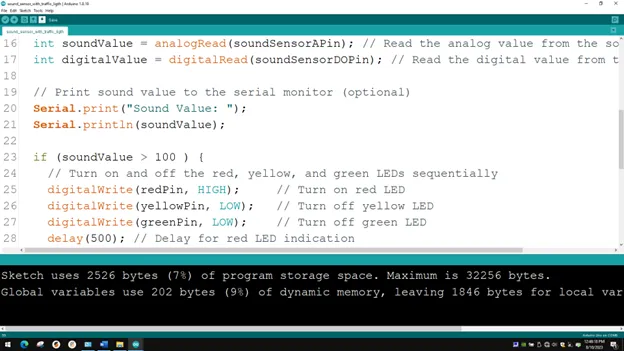 sound_sensor_with_traffic_light | Arduino 1.8.19
File Edit Sketch Tools Help
Save
sound_sensor_with_traffic_light
16 int soundValue = analogRead(soundSensorAPin); // Read the analog value from the so
17 int digitalValue = digitalRead(soundSensorDOPin); // Read the digital value from t
18
19 // Print sound value to the serial monitor (optional)
20 Serial.print("Sound Value: ");
21 Serial.println(soundValue);
22
23 if (soundValue > 100 ) {
24 // Turn on and off the red, yellow, and green LEDs sequentially
25 digitalWrite(redPin, HIGH); // Turn on red LED
26 digitalWrite(yellowPin, LOW); // Turn off yellow LED
27 digitalWrite(greenPin, LOW); // Turn off green LED
28 delay(500); // Delay for red LED indication
Sketch uses 2526 bytes (7%) of program storage space. Maximum is 32256 bytes.
Global variables use 202 bytes (9%) of dynamic memory, leaving 1846 bytes for local var